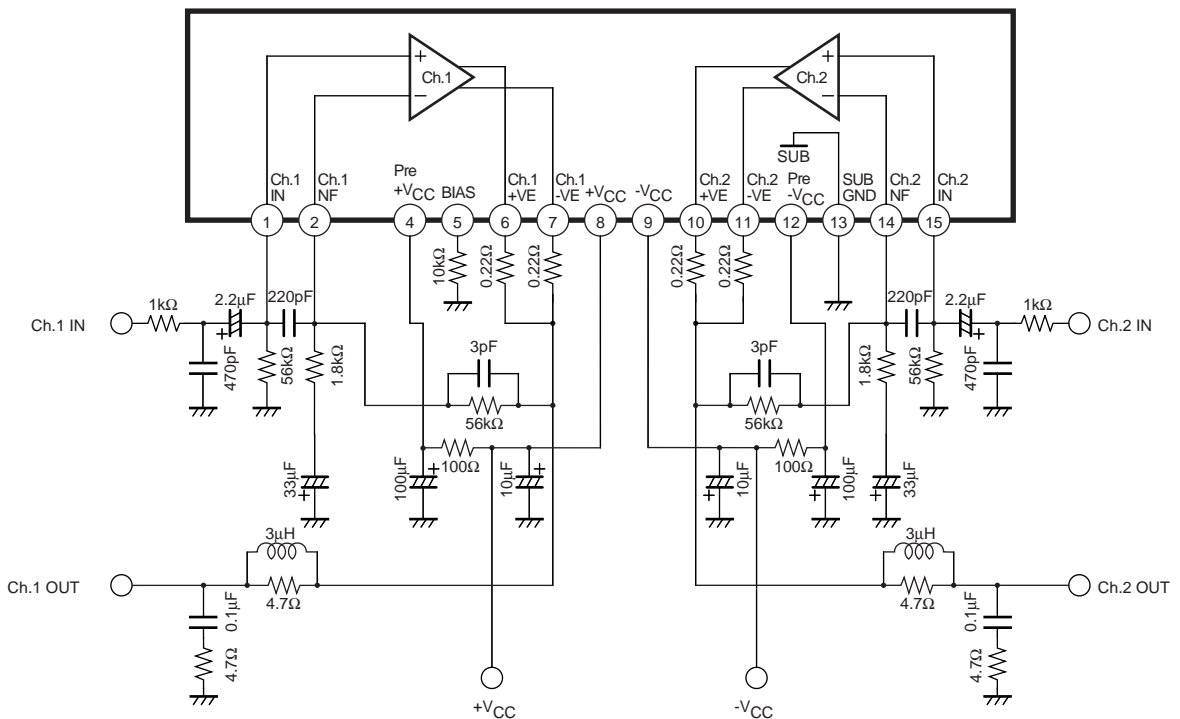 +
Ch.1
−
+
Ch.2
−
SUB
Ch.1 IN
Ch.1 NF
Pre +VCC
BIAS
Ch.1 +VE
Ch.1 -VE
+VCC
-VCC
Ch.2 +VE
Ch.2 -VE
Pre -VCC
SUB GND
Ch.2 NF
Ch.2 IN
1 2 4 5 6 7 8 9 10 11 12 13 14 15
10kΩ
0.22Ω
0.22Ω
0.22Ω
0.22Ω
Ch.1 IN
1kΩ
2.2µF
+
220pF
470pF
56kΩ
1.8kΩ
3pF
56kΩ
3pF
56kΩ
220pF
2.2µF
+
1kΩ
Ch.2 IN
1.8kΩ
56kΩ
470pF
33µF
+
100µF
+
100Ω
10µF
+
10µF
+
100Ω
100µF
+
33µF
+
3µH
4.7Ω
Ch.1 OUT
0.1µF
4.7Ω
3µH
4.7Ω
Ch.2 OUT
0.1µF
4.7Ω
+VCC
-VCC